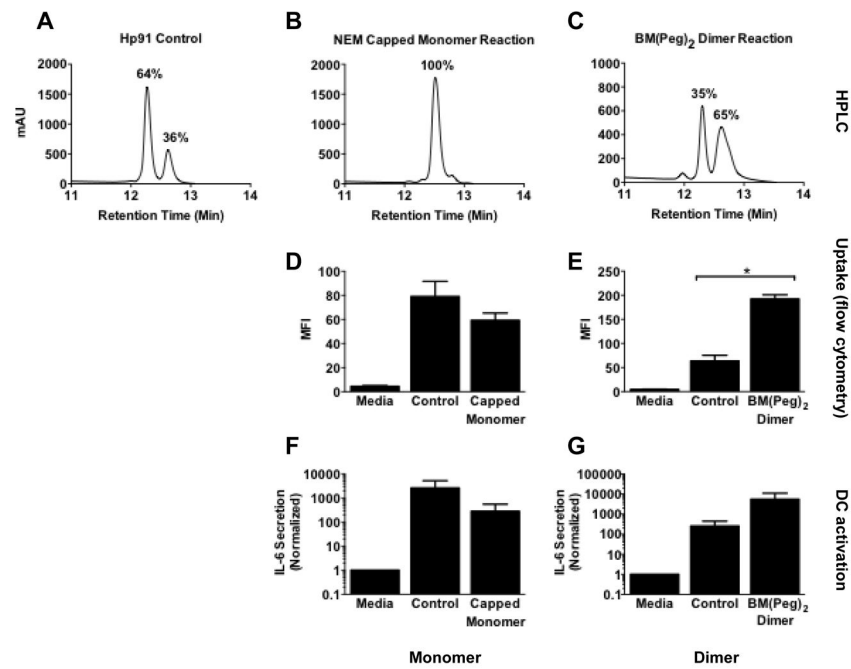 A
Hp91 Control
64%
36%
mAU
2000
1500
1000
500
0
11
12
13
14
Retention Time (Min)
B
NEM Capped Monomer Reaction
100%
2000
1500
1000
500
0
11
12
13
14
Retention Time (Min)
C
BM(Peg)2 Dimer Reaction
35%
65%
1000
800
600
400
200
0
11
12
13
14
Retention Time (Min)
HPLC
D
MFI
100
80
60
40
20
0
Media
Control
Capped
Monomer
E
*
MFI
250
200
150
100
50
0
Media
Control
BM(Peg)2
Dimer
Uptake (flow cytometry)
F
IL-6 Secretion
(Normalized)
10000
1000
100
10
1
0.1
Media
Control
Capped
Monomer
G
IL-6 Secretion
(Normalized)
100000
10000
1000
100
10
1
0.1
Media
Control
BM(Peg)2
Dimer
DC activation
Monomer
Dimer